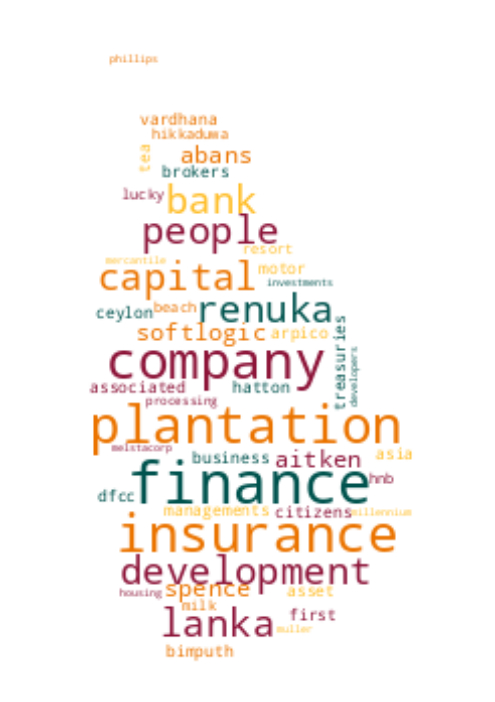 phillips
vardhana
hikkaduwa
tea
abans
brokers
lucky
bank
people
resort
mercantile
capital
motor
investments
ceylon
beach
renuka
softlogic
arpico
treasuries
developers
company
associated
hatton
processing
plantation
melstacorp
business
aitken
asia
finance
hnb
dfcc
managements
citizens
millennium
insurance
development
housing
spence
asset
milk
lanka
first
muller
bimputh